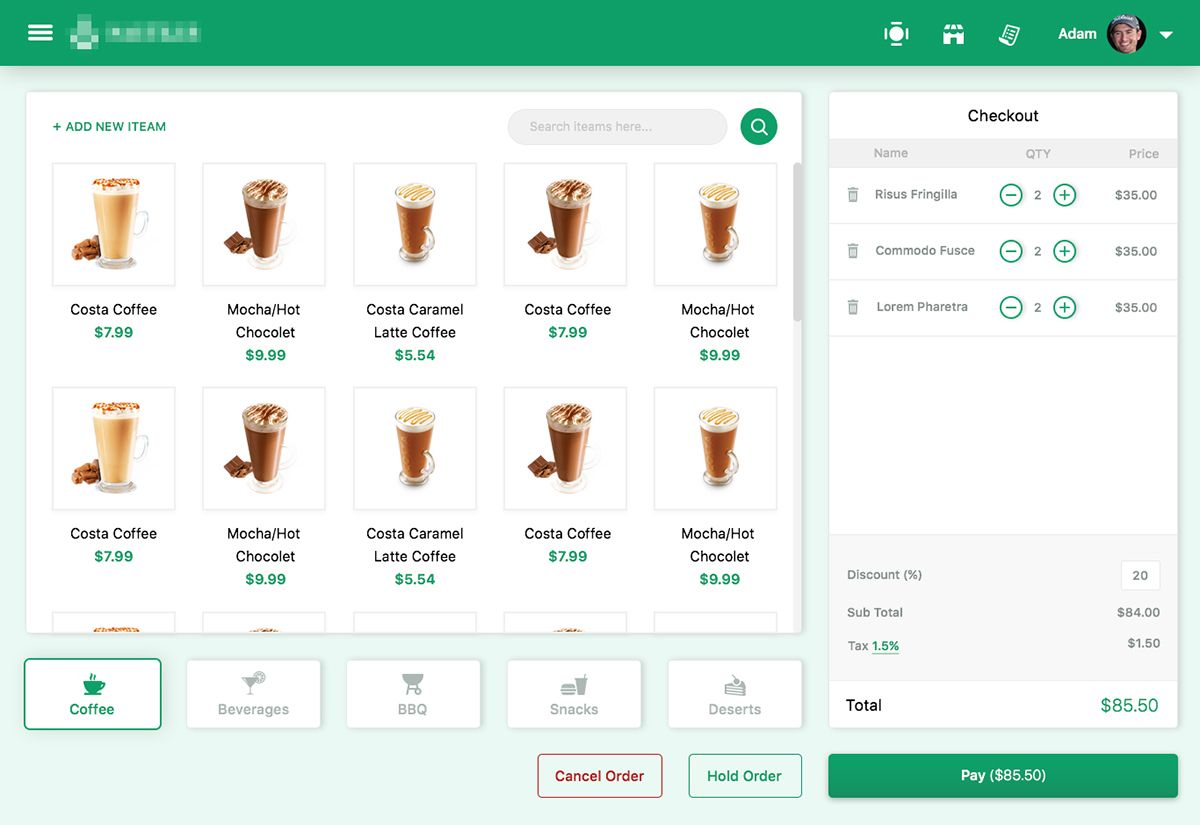 Adam
+ ADD NEW ITEAM
Search iteams here...
Costa Coffee
$7.99
Mocha/Hot
Chocolet
$9.99
Costa Caramel
Latte Coffee
$5.54
Costa Coffee
$7.99
Mocha/Hot
Chocolet
$9.99
Costa Coffee
$7.99
Mocha/Hot
Chocolet
$9.99
Costa Caramel
Latte Coffee
$5.54
Costa Coffee
$7.99
Mocha/Hot
Chocolet
$9.99
Coffee
Beverages
BBQ
Snacks
Deserts
Cancel Order
Hold Order
Checkout
Name QTY Price
Risus Fringilla 2 $35.00
Commodo Fusce 2 $35.00
Lorem Pharetra 2 $35.00
Discount (%) 20
Sub Total $84.00
Tax 1.5% $1.50
Total $85.50
Pay ($85.50)